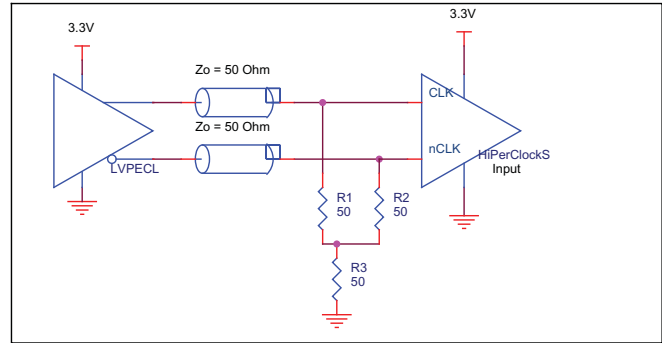 3.3V
3.3V
Zo = 50 Ohm
CLK
Zo = 50 Ohm
nCLK
LVPECL
HiPerClockS
Input
R1
50
R2
50
R3
50